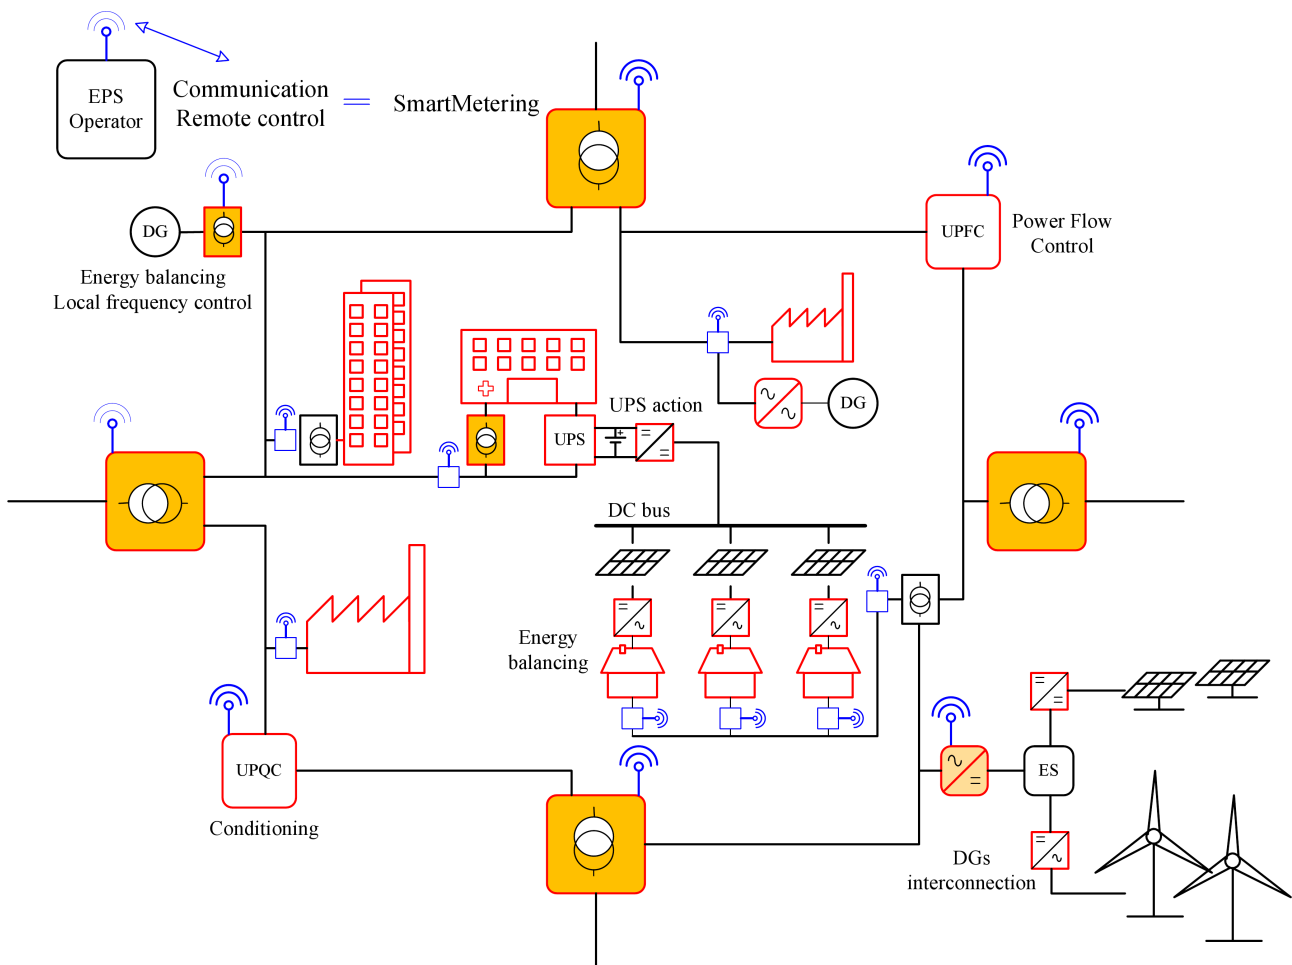 EPS
Operator
Communication
Remote control
SmartMetering
DG
Energy balancing
Local frequency control
UPFC
Power Flow
Control
UPS action
UPS
DG
DC bus
Energy
balancing
UPQC
Conditioning
ES
DGs
interconnection